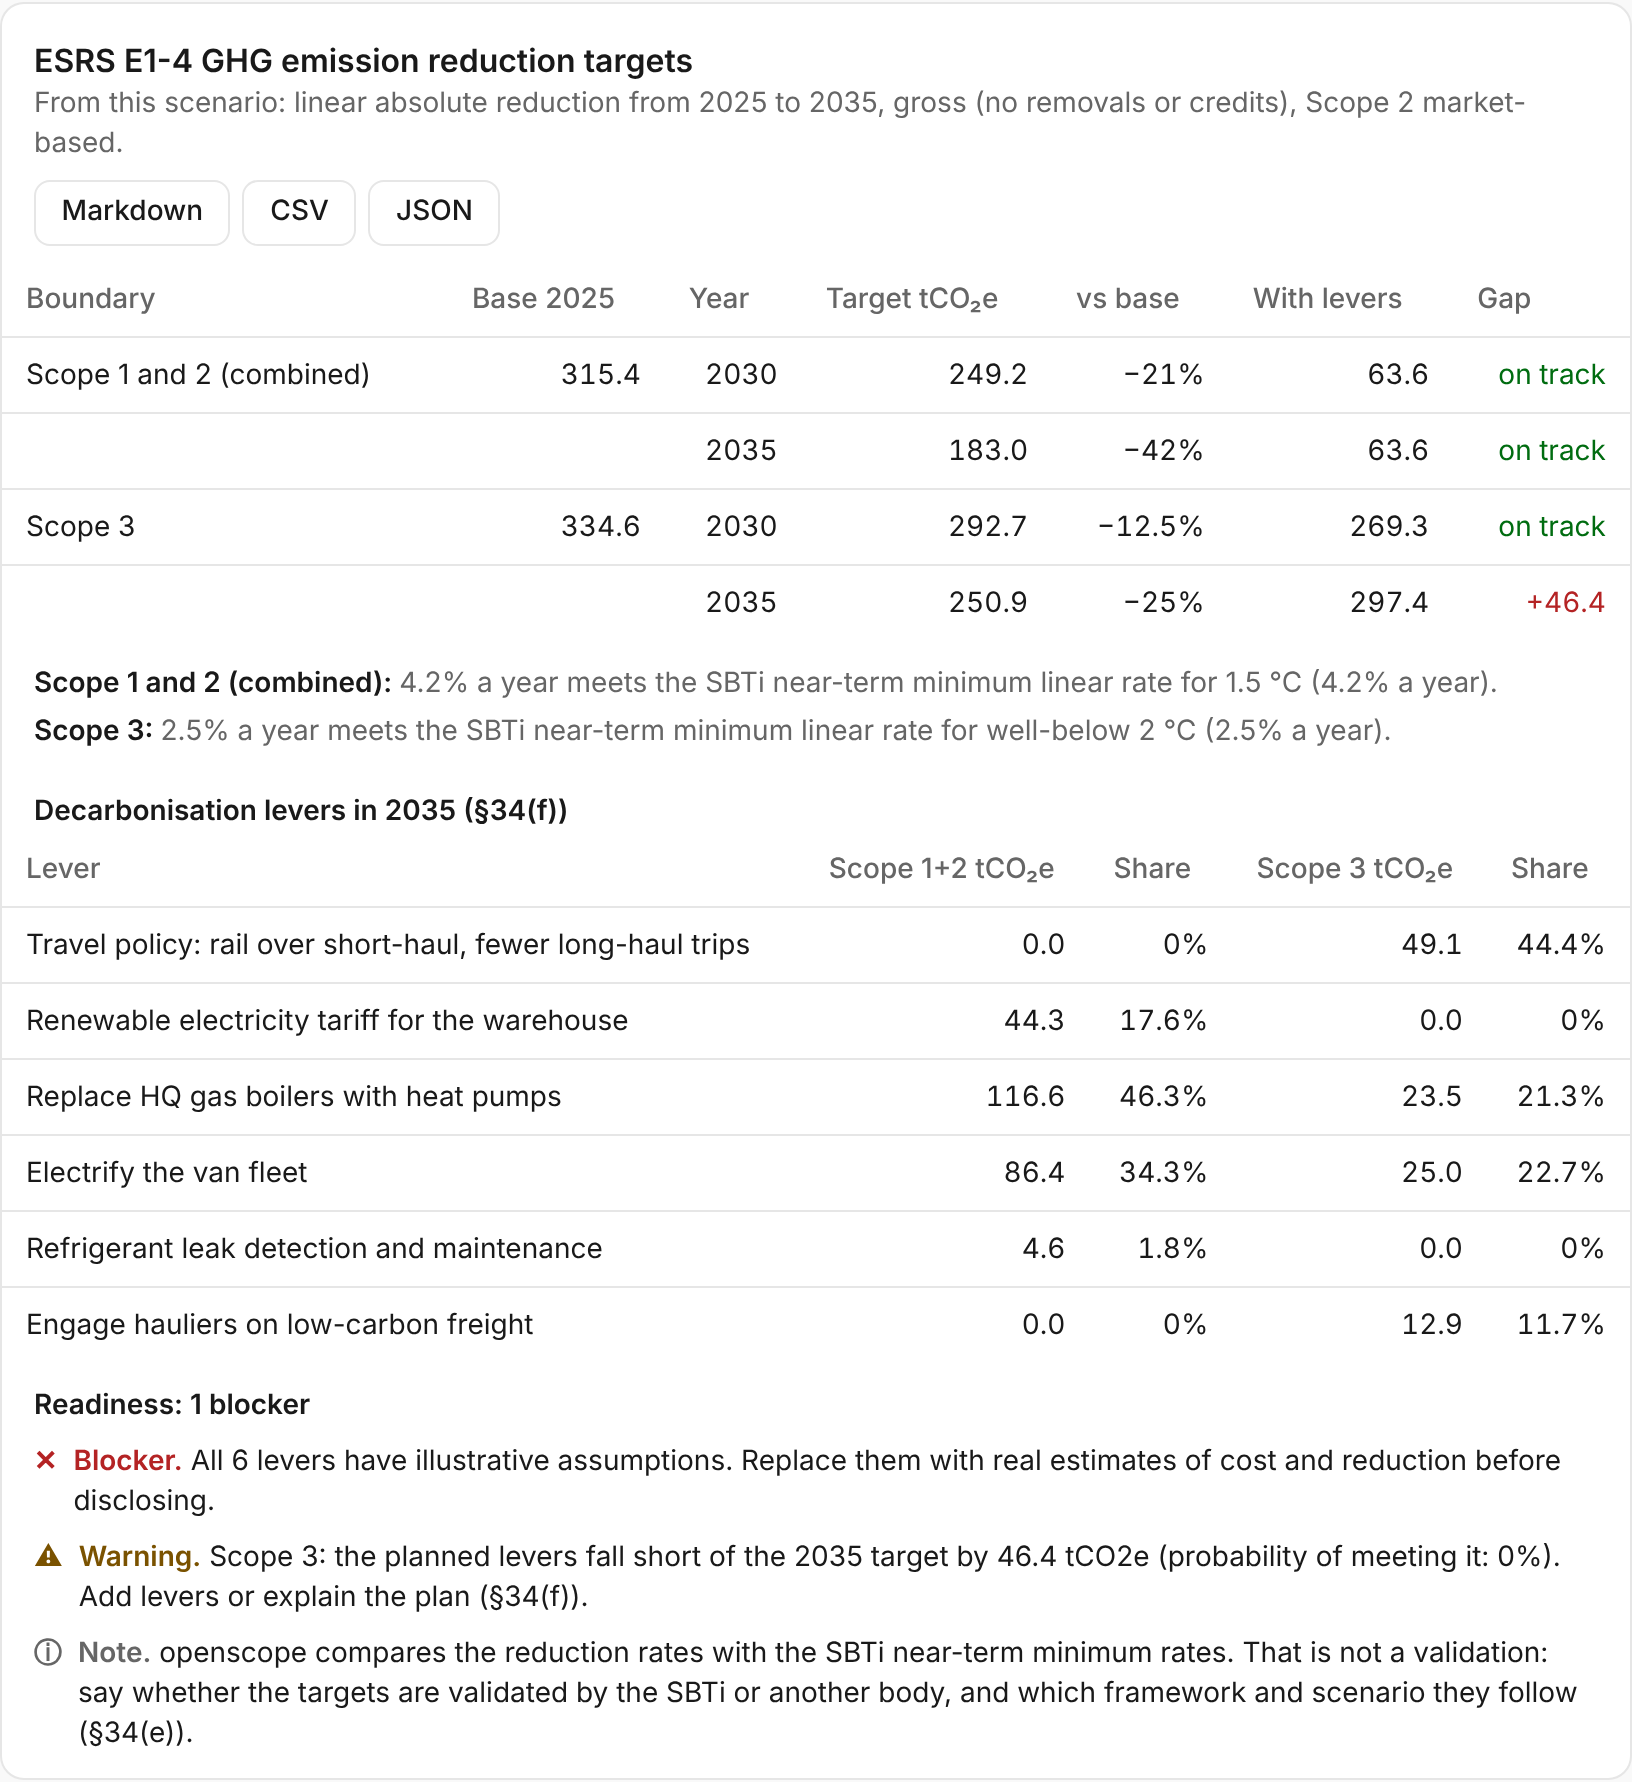 ESRS E1-4 GHG emission reduction targets
From this scenario: linear absolute reduction from 2025 to 2035, gross (no removals or credits), Scope 2 market-
based.
Markdown CSV JSON
Boundary Base 2025 Year Target tCO₂e vs base With levers Gap
Scope 1 and 2 (combined) 315.4 2030 249.2 −21% 63.6 on track
2035 183.0 −42% 63.6 on track
Scope 3 334.6 2030 292.7 −12.5% 269.3 on track
2035 250.9 −25% 297.4 +46.4
Scope 1 and 2 (combined): 4.2% a year meets the SBTi near-term minimum linear rate for 1.5 °C (4.2% a year).
Scope 3: 2.5% a year meets the SBTi near-term minimum linear rate for well-below 2 °C (2.5% a year).
Decarbonisation levers in 2035 (§34(f))
Lever Scope 1+2 tCO₂e Share Scope 3 tCO₂e Share
Travel policy: rail over short-haul, fewer long-haul trips 0.0 0% 49.1 44.4%
Renewable electricity tariff for the warehouse 44.3 17.6% 0.0 0%
Replace HQ gas boilers with heat pumps 116.6 46.3% 23.5 21.3%
Electrify the van fleet 86.4 34.3% 25.0 22.7%
Refrigerant leak detection and maintenance 4.6 1.8% 0.0 0%
Engage hauliers on low-carbon freight 0.0 0% 12.9 11.7%
Readiness: 1 blocker
✕ Blocker. All 6 levers have illustrative assumptions. Replace them with real estimates of cost and reduction before
disclosing.
⚠ Warning. Scope 3: the planned levers fall short of the 2035 target by 46.4 tCO2e (probability of meeting it: 0%).
Add levers or explain the plan (§34(f)).
ⓘ Note. openscope compares the reduction rates with the SBTi near-term minimum rates. That is not a validation:
say whether the targets are validated by the SBTi or another body, and which framework and scenario they follow
(§34(e)).